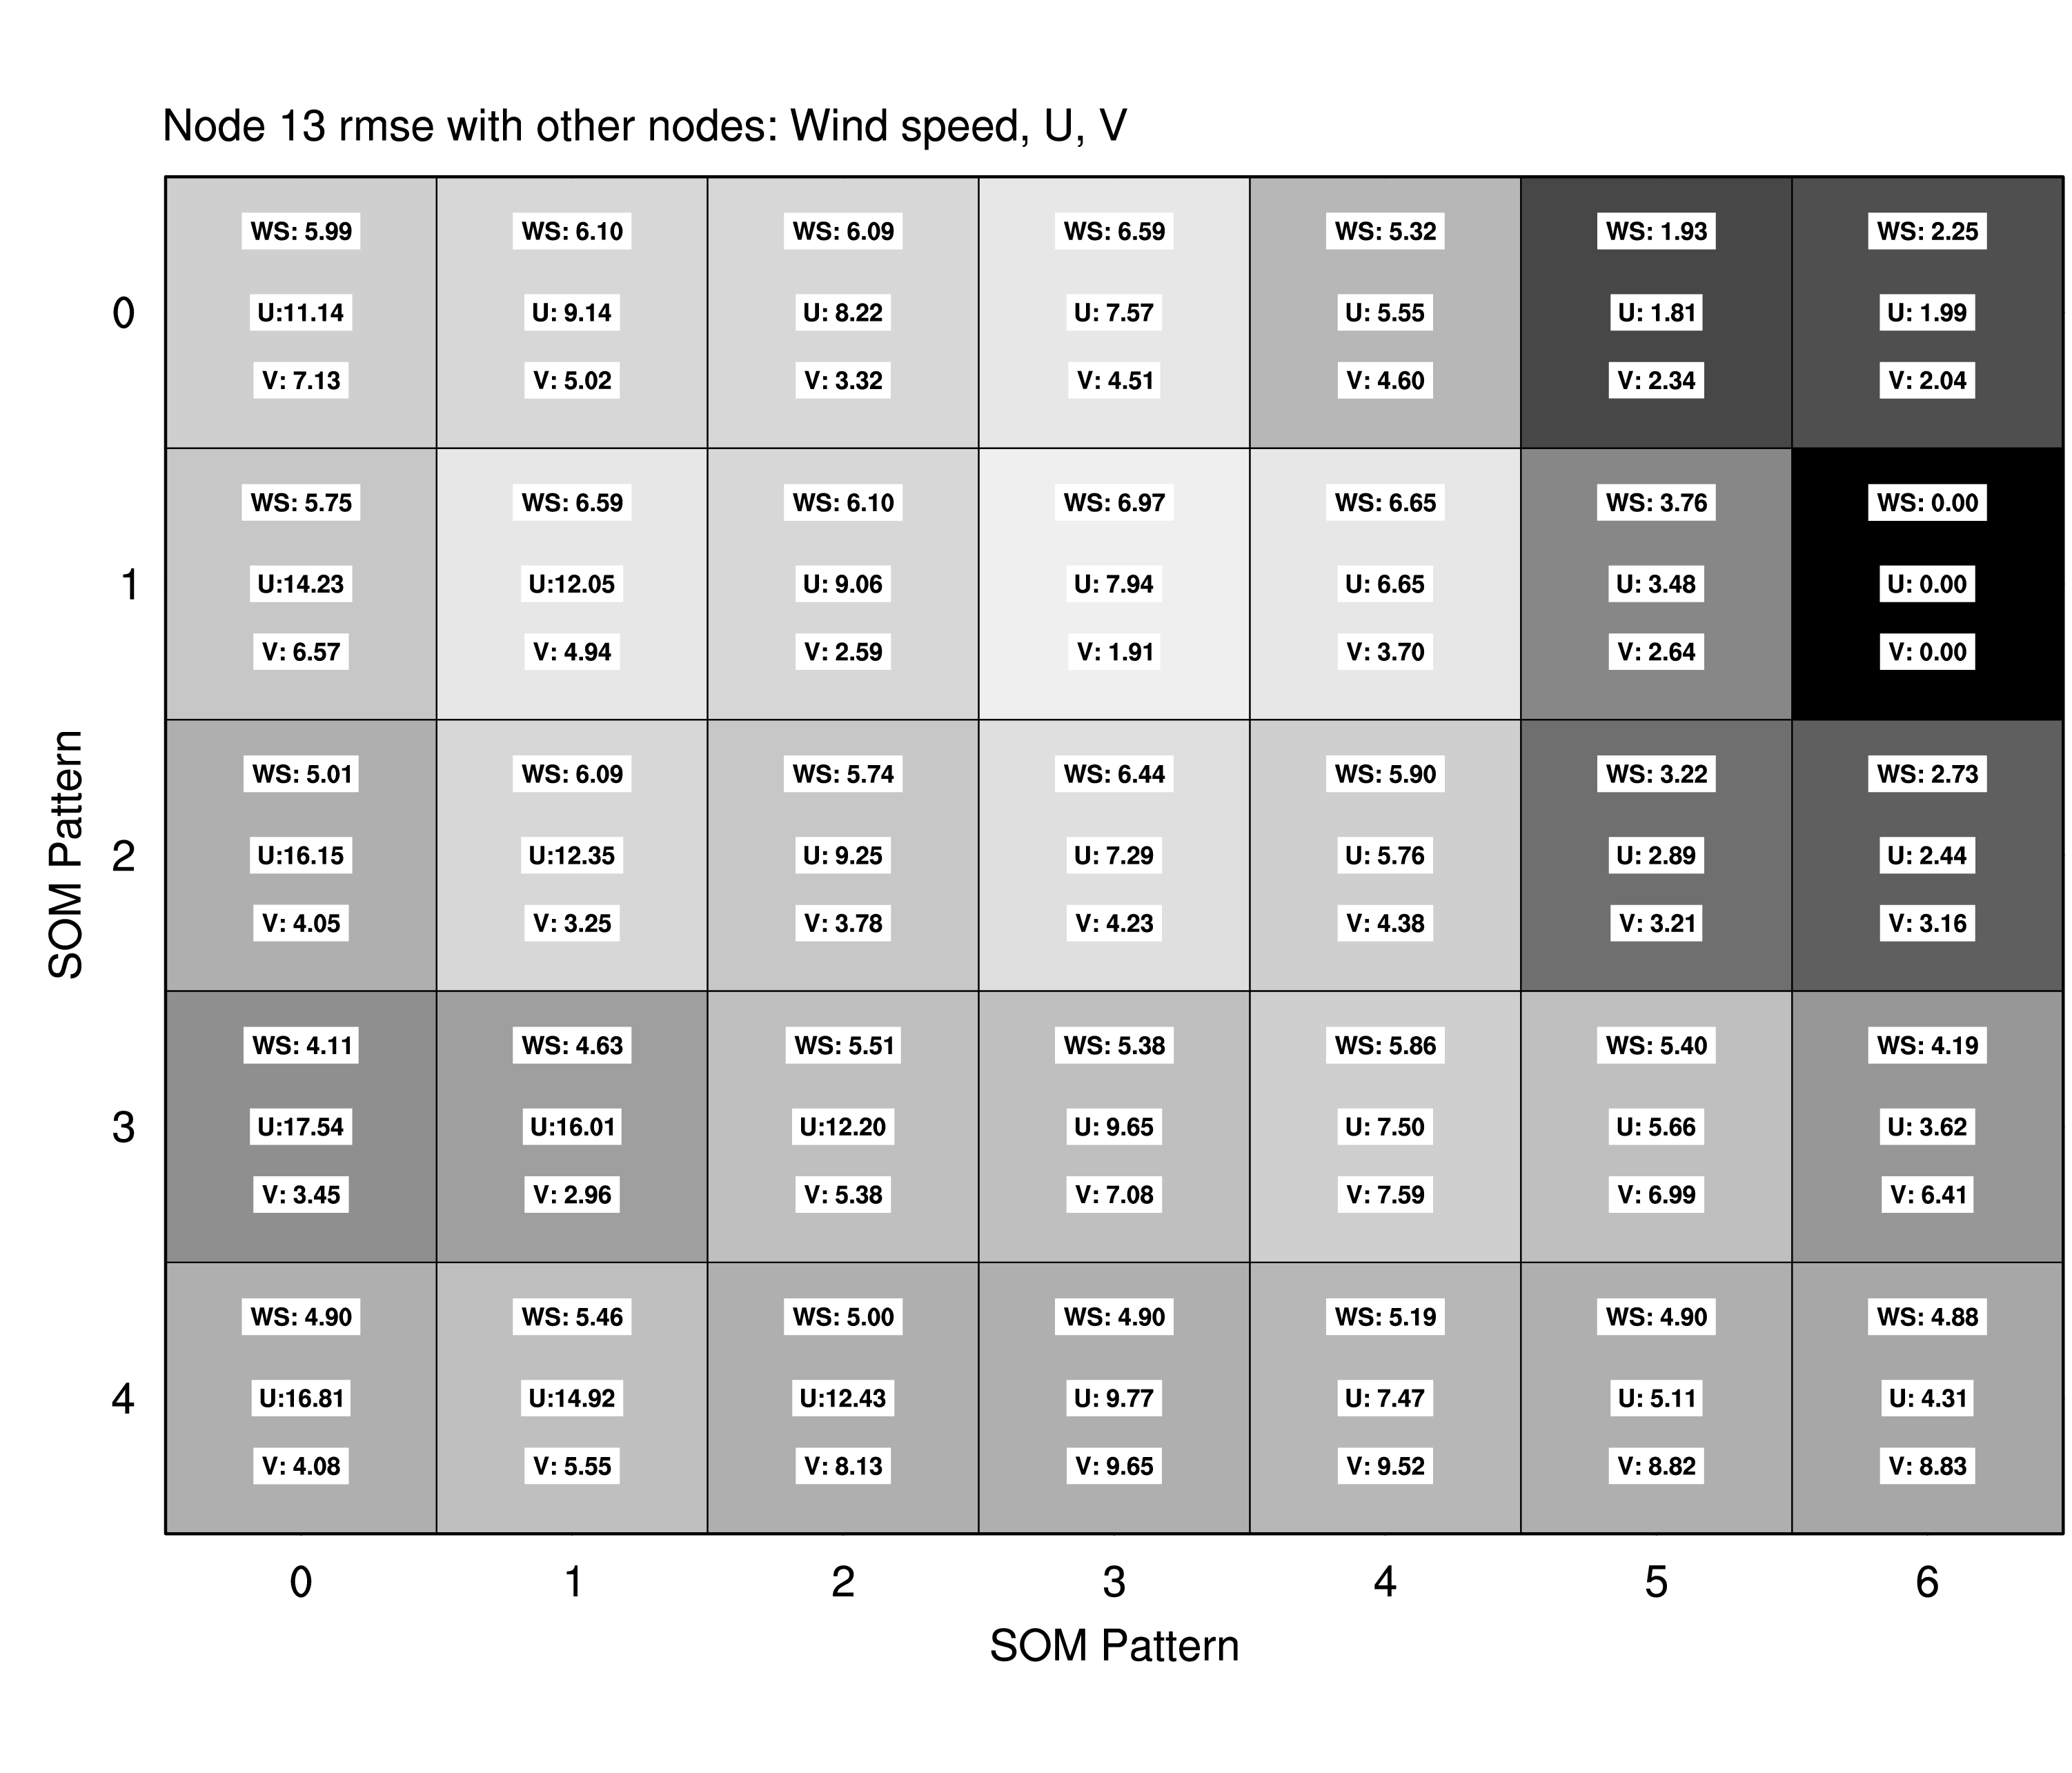 Node 13 rmse with other nodes: Wind speed, U, V
WS: 5.99 WS: 6.10 WS: 6.09 WS: 6.59 WS: 5.32 WS: 1.93 WS: 2.25
0 U:11.14 U: 9.14 U: 8.22 U: 7.57 U: 5.55 U: 1.81 U: 1.99
V: 7.13 V: 5.02 V: 3.32 V: 4.51 V: 4.60 V: 2.34 V: 2.04
WS: 5.75 WS: 6.59 WS: 6.10 WS: 6.97 WS: 6.65 WS: 3.76 WS: 0.00
1 U:14.23 U:12.05 U: 9.06 U: 7.94 U: 6.65 U: 3.48 U: 0.00
V: 6.57 V: 4.94 V: 2.59 V: 1.91 V: 3.70 V: 2.64 V: 0.00
SOM Pattern
WS: 5.01 WS: 6.09 WS: 5.74 WS: 6.44 WS: 5.90 WS: 3.22 WS: 2.73
2 U:16.15 U:12.35 U: 9.25 U: 7.29 U: 5.76 U: 2.89 U: 2.44
V: 4.05 V: 3.25 V: 3.78 V: 4.23 V: 4.38 V: 3.21 V: 3.16
WS: 4.11 WS: 4.63 WS: 5.51 WS: 5.38 WS: 5.86 WS: 5.40 WS: 4.19
3 U:17.54 U:16.01 U:12.20 U: 9.65 U: 7.50 U: 5.66 U: 3.62
V: 3.45 V: 2.96 V: 5.38 V: 7.08 V: 7.59 V: 6.99 V: 6.41
WS: 4.90 WS: 5.46 WS: 5.00 WS: 4.90 WS: 5.19 WS: 4.90 WS: 4.88
4 U:16.81 U:14.92 U:12.43 U: 9.77 U: 7.47 U: 5.11 U: 4.31
V: 4.08 V: 5.55 V: 8.13 V: 9.65 V: 9.52 V: 8.82 V: 8.83
0 1 2 3 4 5 6
SOM Pattern